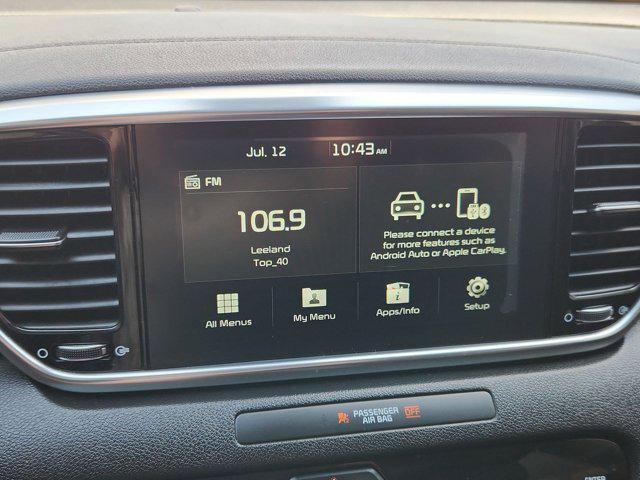 Jul. 12
10:43 AM
FM
106.9
Leeland
Top_40
Please connect a device
for more features such as
Android Auto or Apple CarPlay.
All Menus
My Menu
Apps/Info
Setup
PASSENGER
AIR BAG
OFF
ENTER